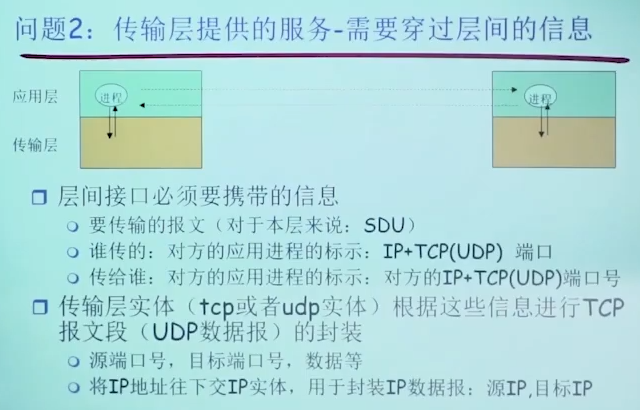 问题2：传输层提供的服务-需要穿过层间的信息
应用层
进程
进程
传输层
层间接口必须要携带的信息
要传输的报文（对于本层来说：SDU）
谁传的：对方的应用进程的标示：IP+TCP(UDP) 端口
传给谁：对方的应用进程的标示：对方的IP+TCP(UDP)端口号
传输层实体（tcp或者udp实体）根据这些信息进行TCP
报文段（UDP数据报）的封装
源端口号，目标端口号，数据等
将IP地址往下交IP实体，用于封装IP数据报：源IP,目标IP